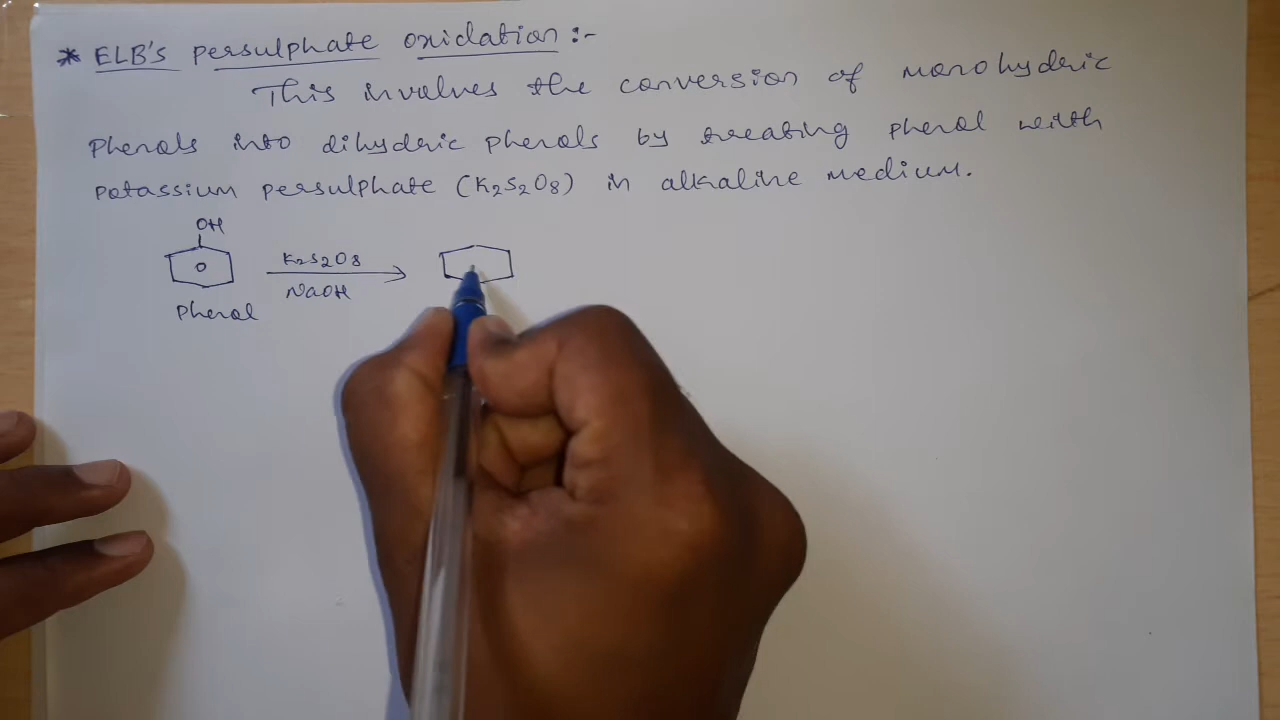 * ELB's persulphate oxidation :-
This involves the conversion of monohydric
phenols into dihydric phenols by treating phenol with
potassium persulphate (K2S2O8) in alkaline medium.
OH
K2S2O8
NaOH
Phenol